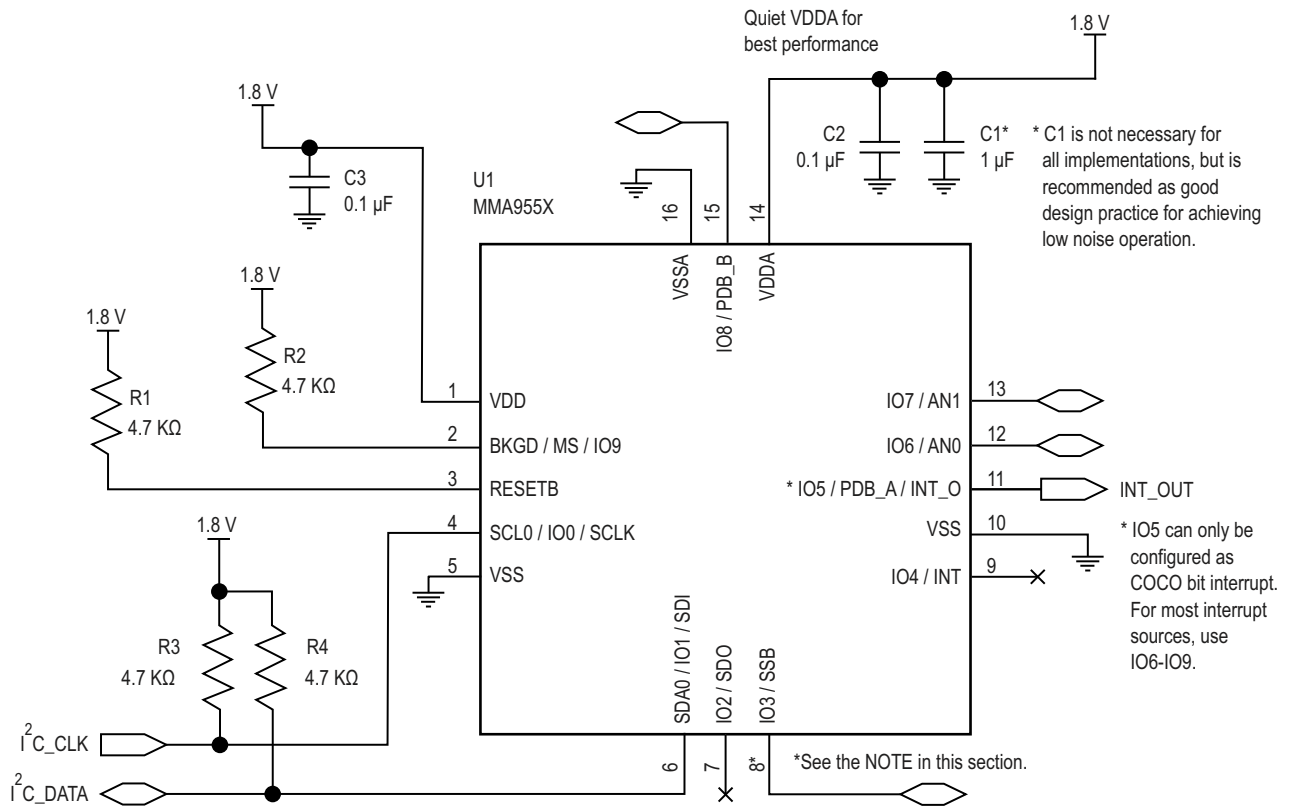 Quiet VDDA for
best performance
1.8 V
1.8 V
C3
0.1 µF
C2
0.1 µF
C1*
1 µF
* C1 is not necessary for
all implementations, but is
recommended as good
design practice for achieving
low noise operation.
U1
MMA955X
16
15
14
VSSA
IO8 / PDB_B
VDDA
1.8 V
R2
4.7 KΩ
1.8 V
R1
4.7 KΩ
1
VDD
2
BKGD / MS / IO9
3
RESETB
4
SCL0 / IO0 / SCLK
5
VSS
IO7 / AN1
13
IO6 / AN0
12
* IO5 / PDB_A / INT_O
11
INT_OUT
VSS
10
IO4 / INT
9
* IO5 can only be
configured as
COCO bit interrupt.
For most interrupt
sources, use
IO6-IO9.
1.8 V
R3
4.7 KΩ
R4
4.7 KΩ
SDA0 / IO1 / SDI
IO2 / SDO
IO3 / SSB
6
7
8*
*See the NOTE in this section.
I2C_CLK
I2C_DATA